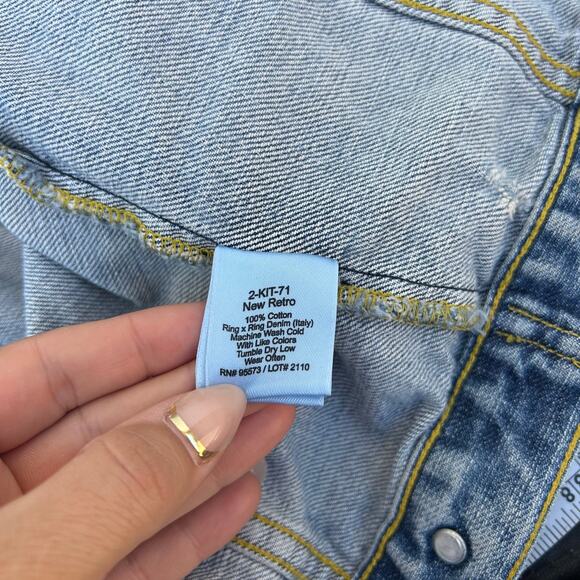 2-KIT-71
New Retro
100% Cotton
Ring x Ring Denim (Italy)
Machine Wash Cold
With Like Colors
Tumble Dry Low
Wear Often
RN# 95573 / LOT# 2110
8